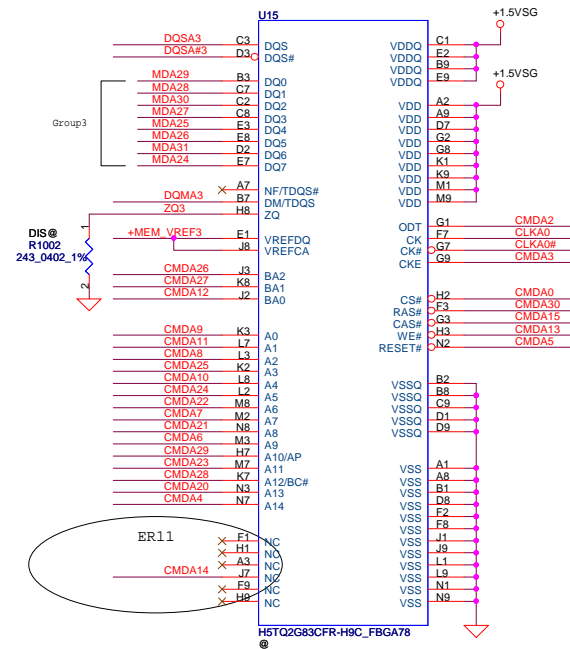 U15
DQSA3 C3 DQS
DQSA#3 D3 DQS#
MDA29 B3 DQ0
MDA28 C7 DQ1
MDA30 C2 DQ2
MDA27 C8 DQ3
MDA25 E3 DQ4
MDA26 E8 DQ5
MDA31 D2 DQ6
MDA24 E7 DQ7
Group3
A7 NF/TDQS#
DQMA3 B7 DM/TDQS
ZQ3 H8 ZQ
+MEM_VREF3 E1 VREFDQ
J8 VREFCA
DIS@
R1002
243_0402_1%
1
2
CMDA26 J3 BA2
CMDA27 K8 BA1
CMDA12 J2 BA0
CMDA9 K3 A0
CMDA11 L7 A1
CMDA8 L3 A2
CMDA25 K2 A3
CMDA10 L8 A4
CMDA24 L2 A5
CMDA22 M8 A6
CMDA7 M2 A7
CMDA21 N8 A8
CMDA6 M3 A9
CMDA29 H7 A10/AP
CMDA23 M7 A11
CMDA28 K7 A12/BC#
CMDA20 N3 A13
CMDA4 N7 A14
ER11
F1 NC
H1 NC
A3 NC
CMDA14 J7 NC
F9 NC
H9 NC
+1.5VSG
VDDQ C1
VDDQ E2
VDDQ B9
VDDQ E9
+1.5VSG
VDD A2
VDD A9
VDD D7
VDD G2
VDD G8
VDD K1
VDD K9
VDD M1
VDD M9
ODT G1 CMDA2
CK F7 CLKA0
CK# G7 CLKA0#
CKE G9 CMDA3
CS# H2 CMDA0
RAS# F3 CMDA30
CAS# G3 CMDA15
WE# H3 CMDA13
RESET# N2 CMDA5
VSSQ B2
VSSQ B8
VSSQ C9
VSSQ D1
VSSQ D9
VSS A1
VSS A8
VSS B1
VSS D8
VSS F2
VSS F8
VSS J1
VSS J9
VSS L1
VSS L9
VSS N1
VSS N9
H5TQ2G83CFR-H9C_FBGA78
@